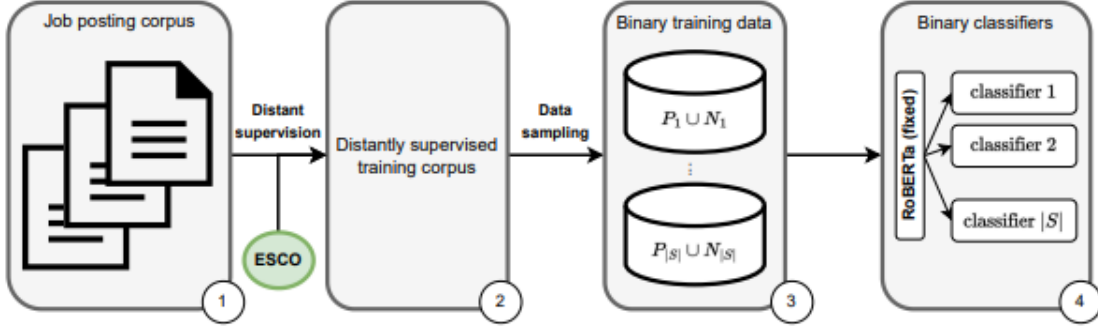 Job posting corpus
1
Distant
supervision
ESCO
Distantly supervised
training corpus
2
Data
sampling
Binary training data
P₁ ∪ N₁
⋮
P|S| ∪ N|S|
3
Binary classifiers
RoBERTa (fixed)
classifier 1
classifier 2
classifier |S|
4